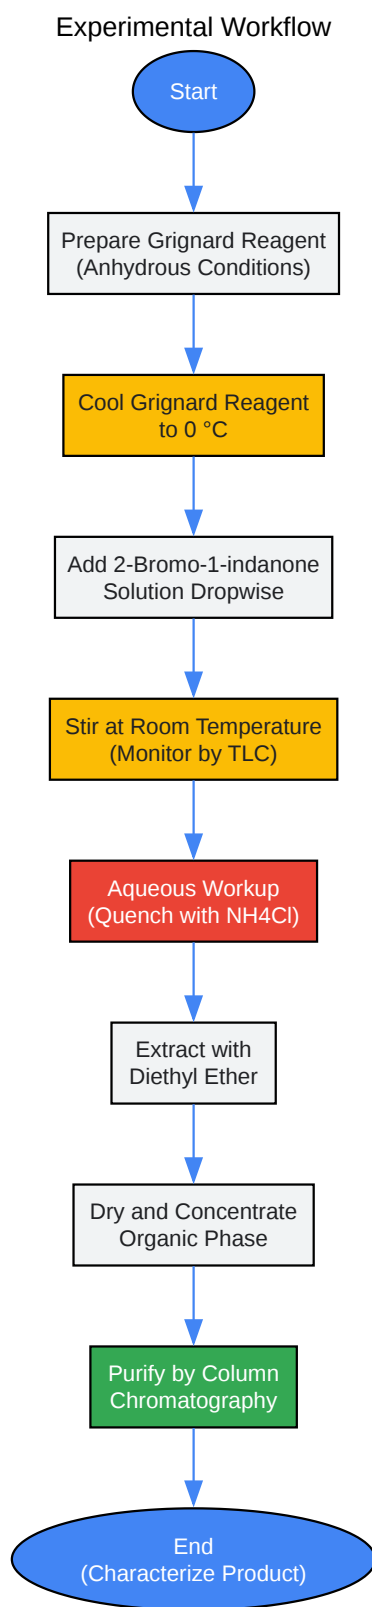 Experimental Workflow
Start
Prepare Grignard Reagent
(Anhydrous Conditions)
Cool Grignard Reagent
to 0 °C
Add 2-Bromo-1-indanone
Solution Dropwise
Stir at Room Temperature
(Monitor by TLC)
Aqueous Workup
(Quench with NH4Cl)
Extract with
Diethyl Ether
Dry and Concentrate
Organic Phase
Purify by Column
Chromatography
End
(Characterize Product)